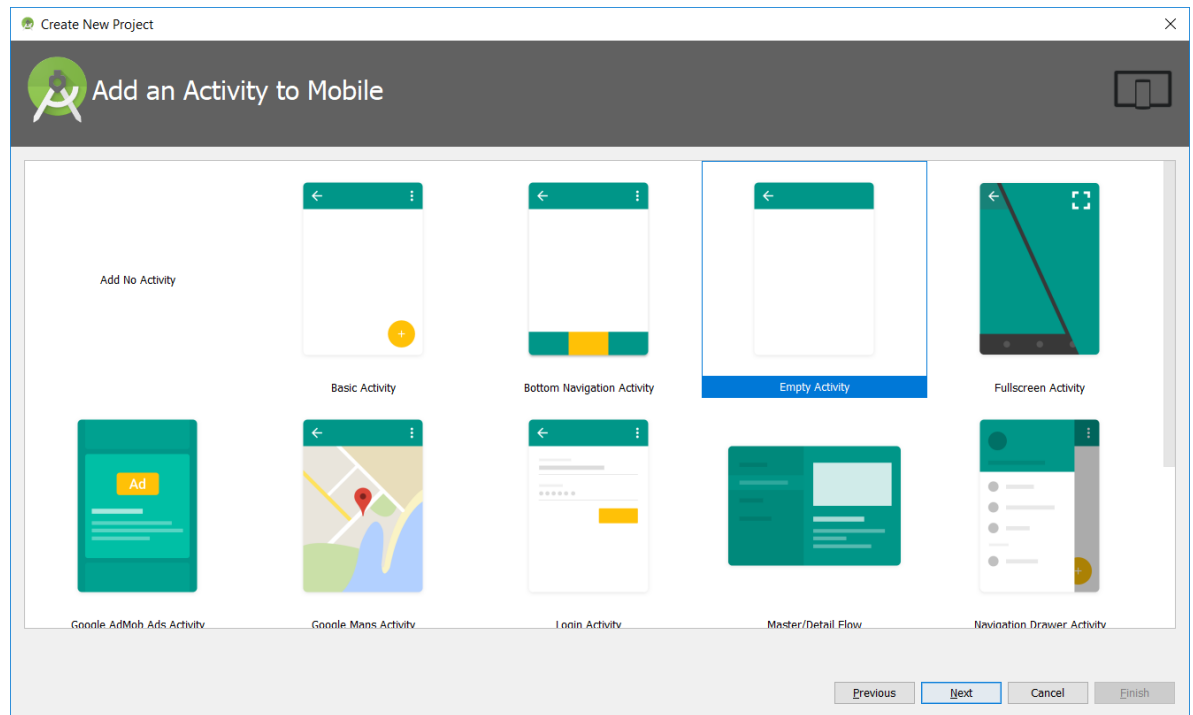 Create New Project
Add an Activity to Mobile
Add No Activity
Basic Activity
Bottom Navigation Activity
Empty Activity
Fullscreen Activity
Ad
Google AdMob Ads Activity
Google Maps Activity
Login Activity
Master/Detail Flow
Navigation Drawer Activity
Previous
Next
Cancel
Finish